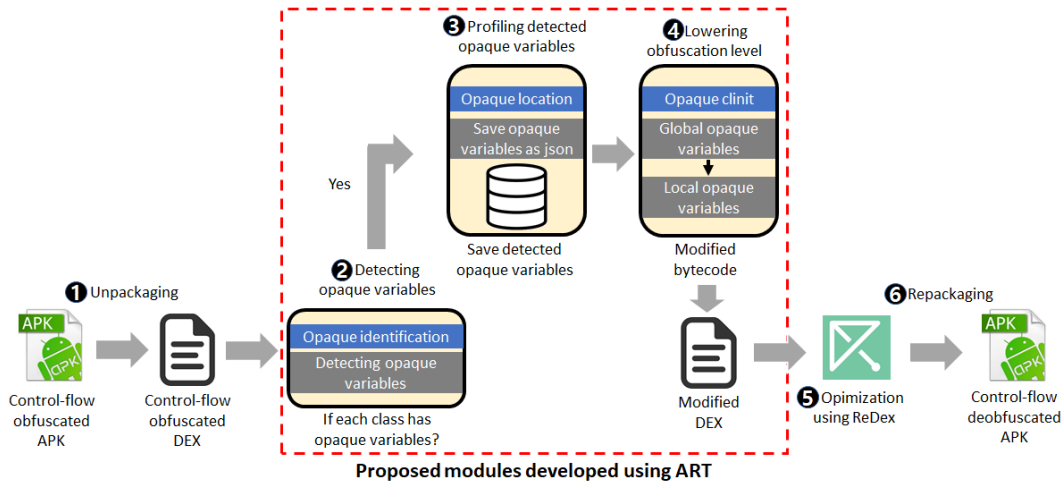 ❶ Unpackaging
APK
apk
Control-flow
obfuscated
APK
Control-flow
obfuscated
DEX
❷ Detecting
opaque variables
Opaque identification
Detecting opaque
variables
If each class has
opaque variables?
Yes
❸ Profiling detected
opaque variables
Opaque location
Save opaque
variables as json
Save detected
opaque variables
❹ Lowering
obfuscation level
Opaque clinit
Global opaque
variables
Local opaque
variables
Modified
bytecode
Modified
DEX
❺ Opimization
using ReDex
❻ Repackaging
APK
apk
Control-flow
deobfuscated
APK
Proposed modules developed using ART